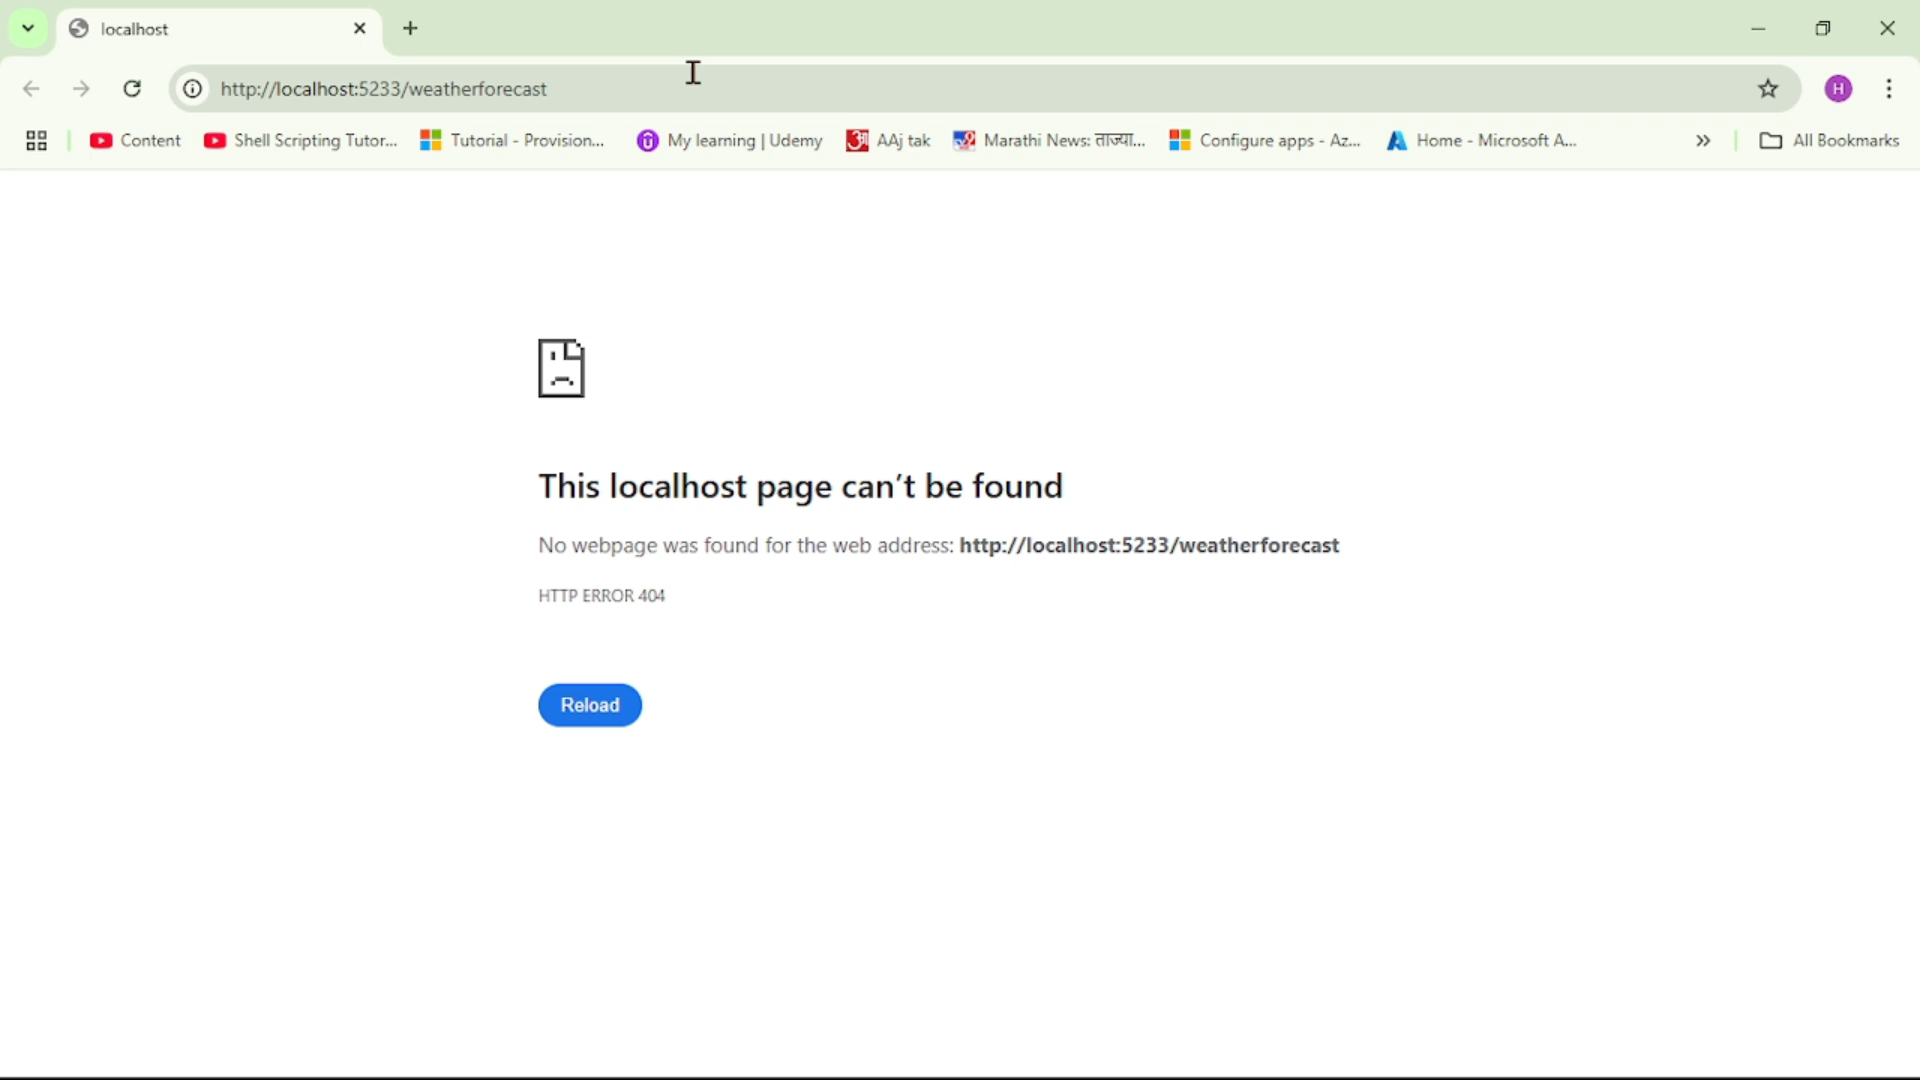 localhost
http://localhost:5233/weatherforecast
H
Content
Shell Scripting Tutor...
Tutorial - Provision...
My learning | Udemy
AAj tak
Marathi News: ताज्या...
Configure apps - Az...
Home - Microsoft A...
All Bookmarks
This localhost page can't be found
No webpage was found for the web address: http://localhost:5233/weatherforecast
HTTP ERROR 404
Reload